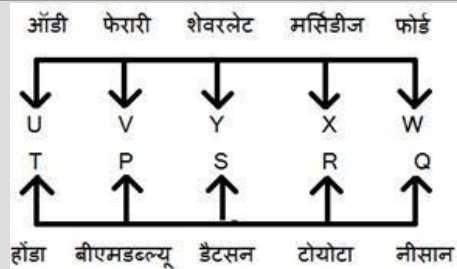 ऑडी फेरारी शेवरलेट मर्सिडीज फोर्ड
U V Y X W
T P S R Q
होंडा बीएमडब्ल्यू डैटसन टोयोटा नीसान